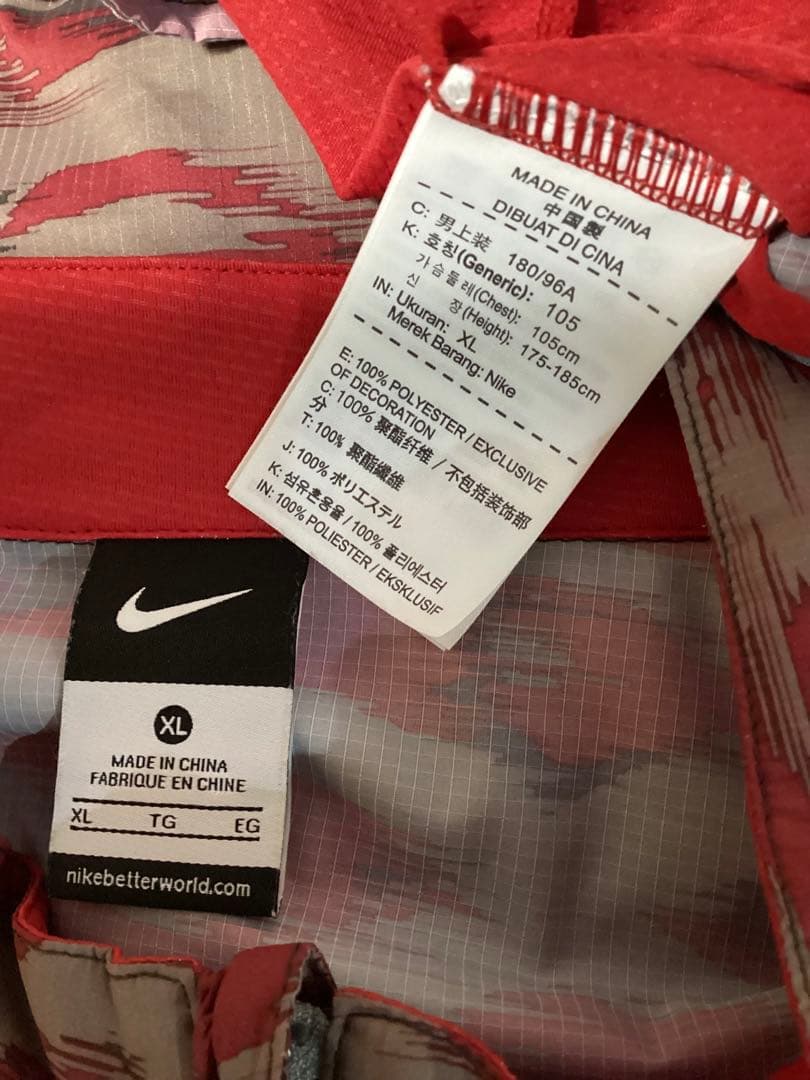 MADE IN CHINA
中国製
DIBUAT DI CINA
C: 男上装 180/96A
K: 호칭(Generic): 105
가슴둘레(Chest): 105cm
신 장(Height): 175-185cm
IN: Ukuran: XL
Merek Barang: Nike
E: 100% POLYESTER / EXCLUSIVE
OF DECORATION
C: 100% 聚酯纤维 / 不包括装饰部
分
T: 100% 聚酯纖維
J: 100% ポリエステル
K: 섬유혼용율 / 100% 폴리에스터
IN: 100% POLIESTER / EKSKLUSIF
XL
MADE IN CHINA
FABRIQUE EN CHINE
XL TG EG
nikebetterworld.com